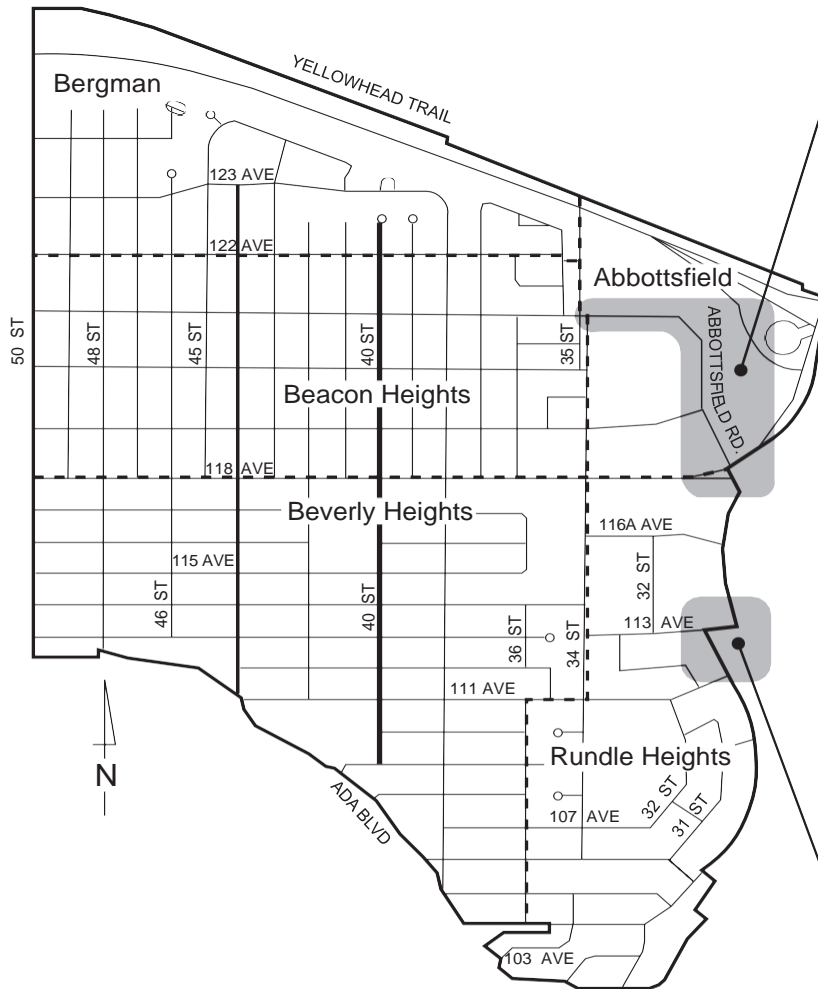 YELLOWHEAD TRAIL
Bergman
123 AVE
122 AVE
Abbottsfield
50 ST
48 ST
45 ST
40 ST
35 ST
ABBOTTSFIELD RD.
Beacon Heights
118 AVE
Beverly Heights
116A AVE
115 AVE
32 ST
46 ST
40 ST
36 ST
34 ST
113 AVE
111 AVE
N
Rundle Heights
ADA BLVD
32 ST
31 ST
107 AVE
103 AVE